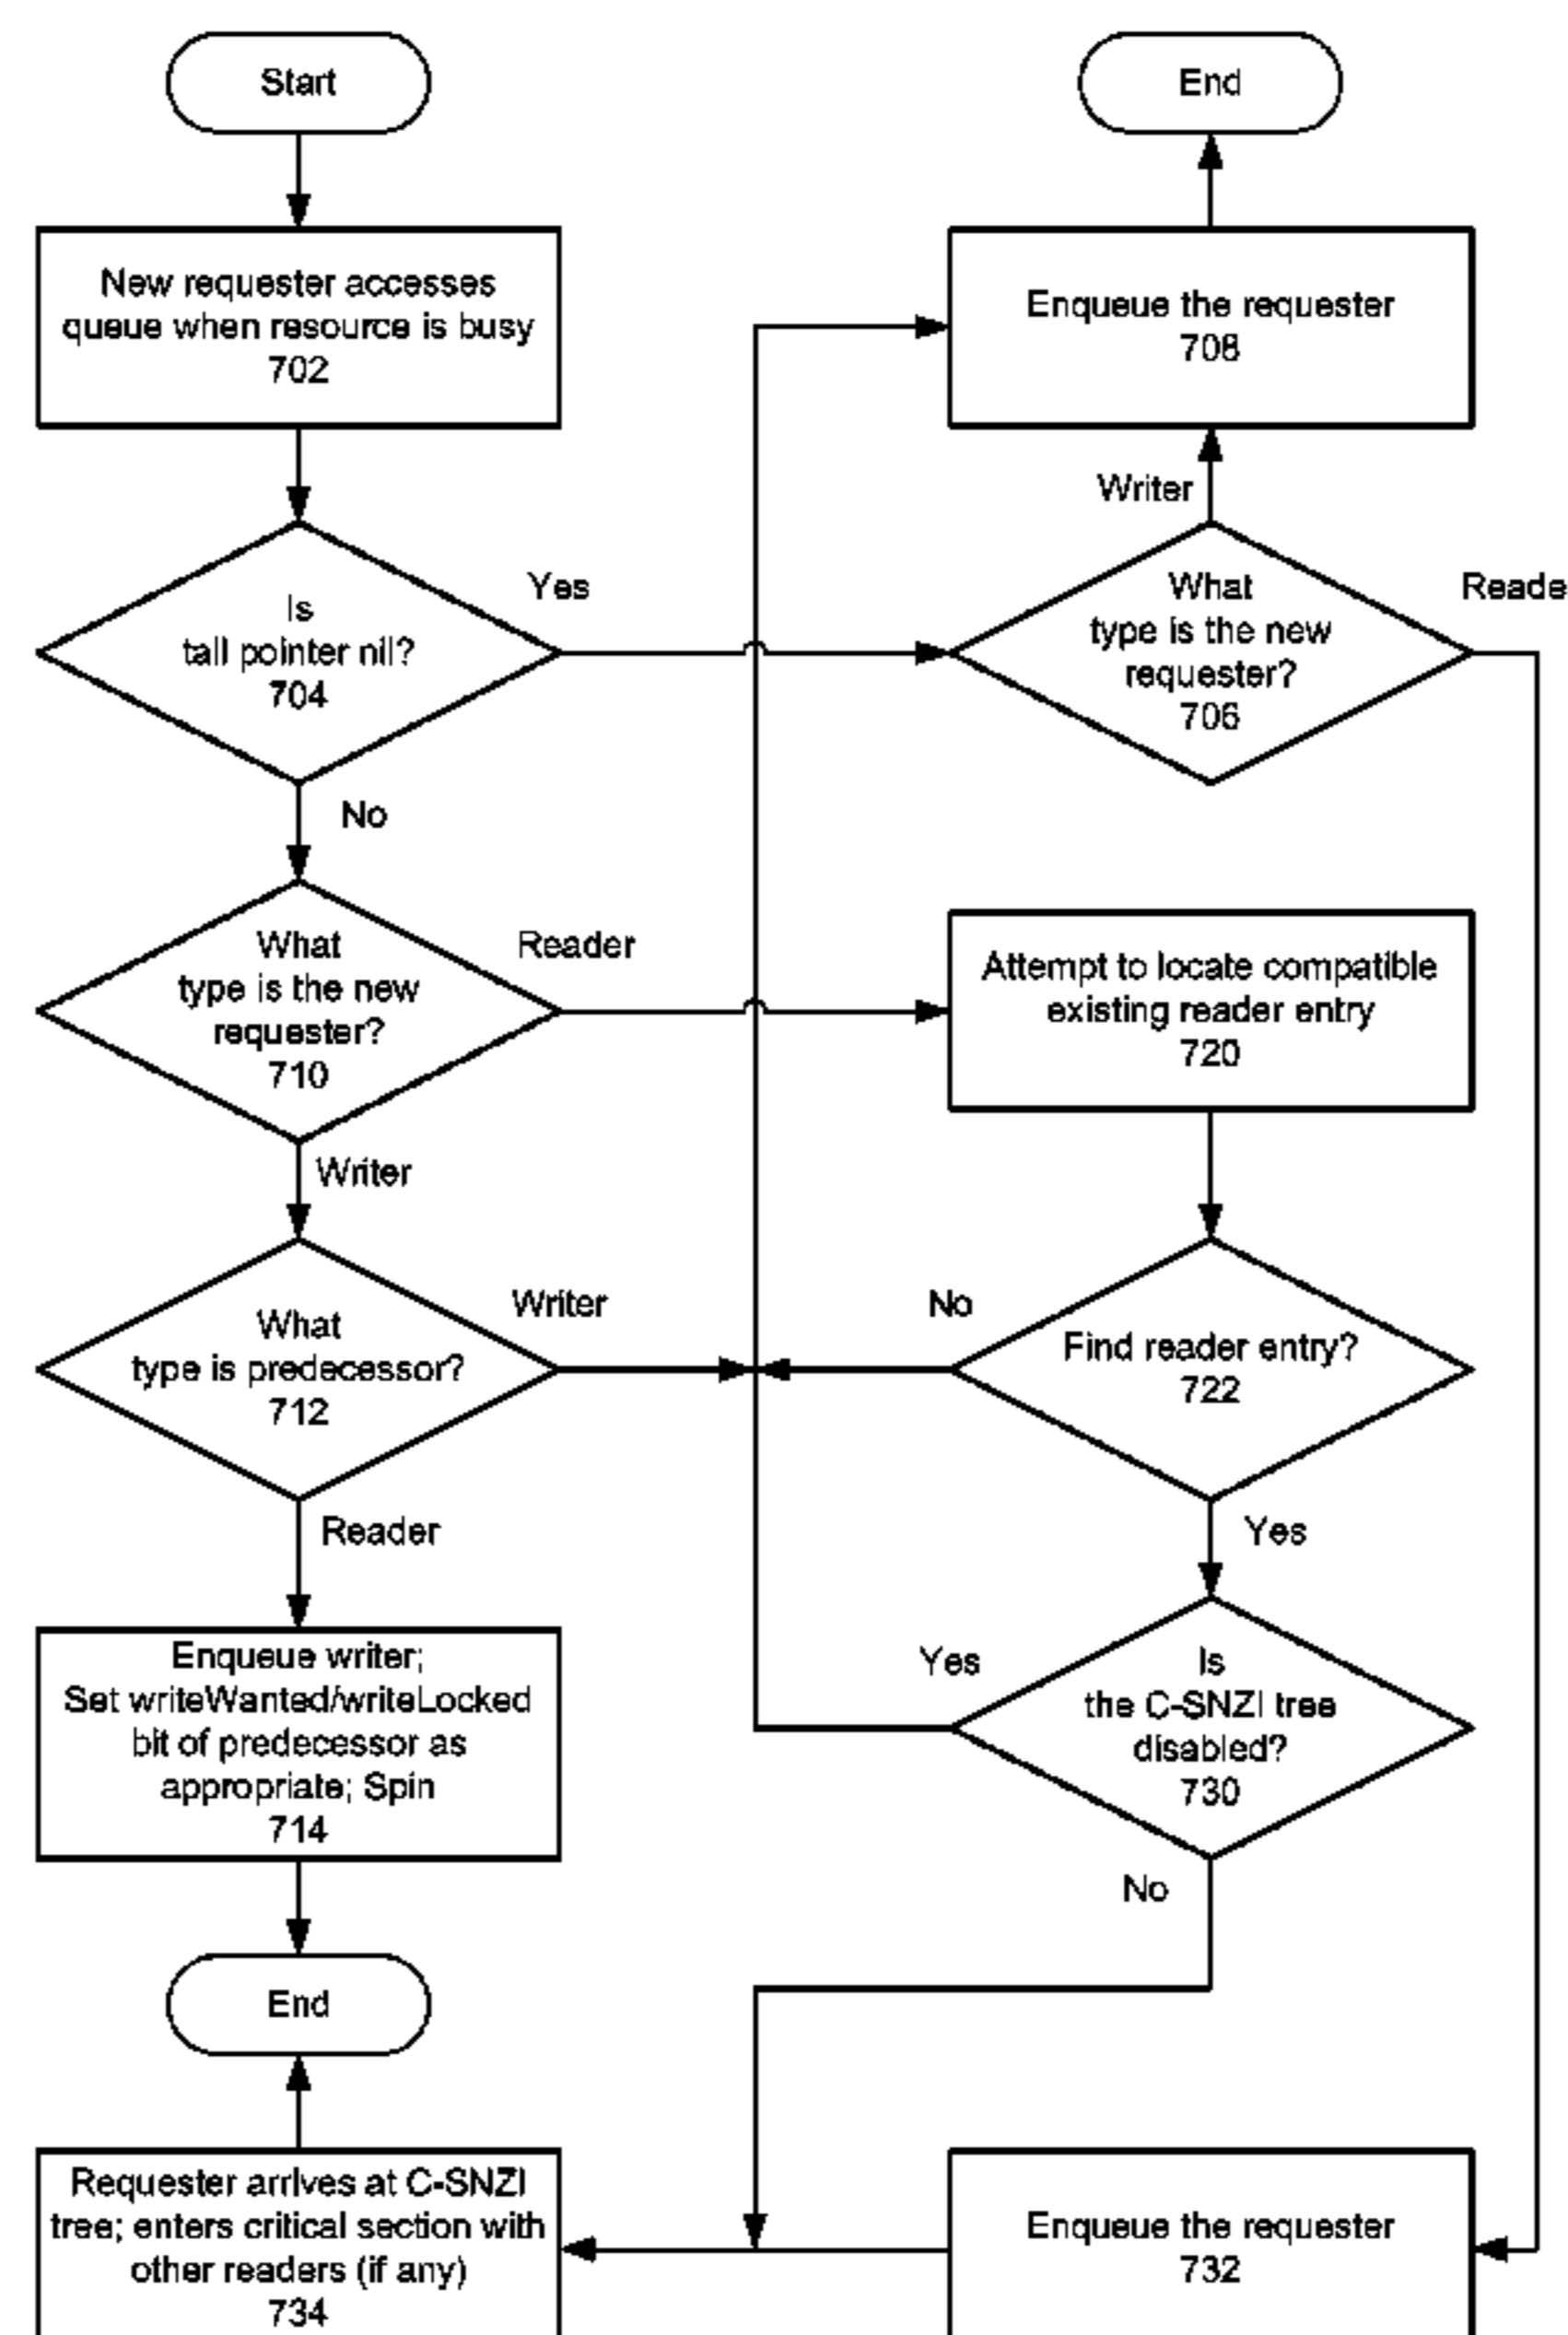 Start
End
New requester accesses
queue when resource is busy
702
Enqueue the requester
708
Writer
Is
tail pointer nil?
704
Yes
What
type is the new
requester?
706
Reade
No
What
type is the new
requester?
710
Reader
Attempt to locate compatible
existing reader entry
720
Writer
What
type is predecessor?
712
Writer
No
Find reader entry?
722
Reader
Yes
Enqueue writer;
Set writeWanted/writeLocked
bit of predecessor as
appropriate; Spin
714
Yes
Is
the C-SNZI tree
disabled?
730
No
End
Requester arrives at C-SNZI
tree; enters critical section with
other readers (if any)
734
Enqueue the requester
732